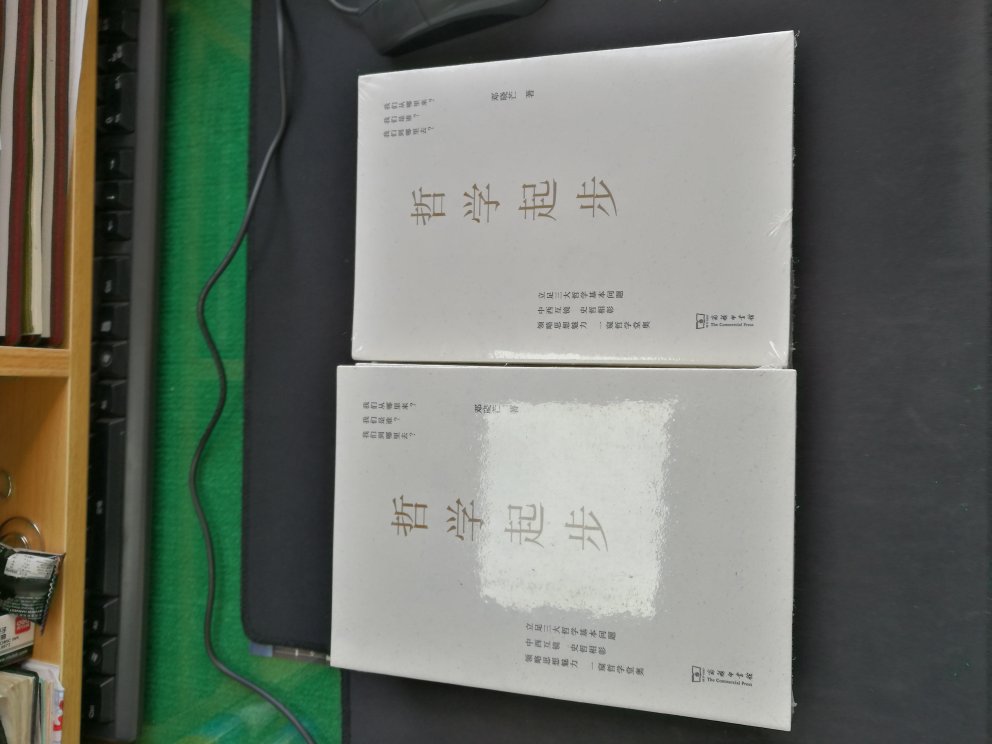 我们从哪里来？
我们是谁？
我们到哪里去？
邓晓芒 著
哲学起步
立足三大哲学基本问题
中西互镜 史哲相彰
领略思想魅力 一窥哲学堂奥
商务印书馆
The Commercial Press
我们从哪里来？
我们是谁？
我们到哪里去？
邓晓芒 著
哲学起步
立足三大哲学基本问题
中西互镜 史哲相彰
领略思想魅力 一窥哲学堂奥
商务印书馆
The Commercial Press